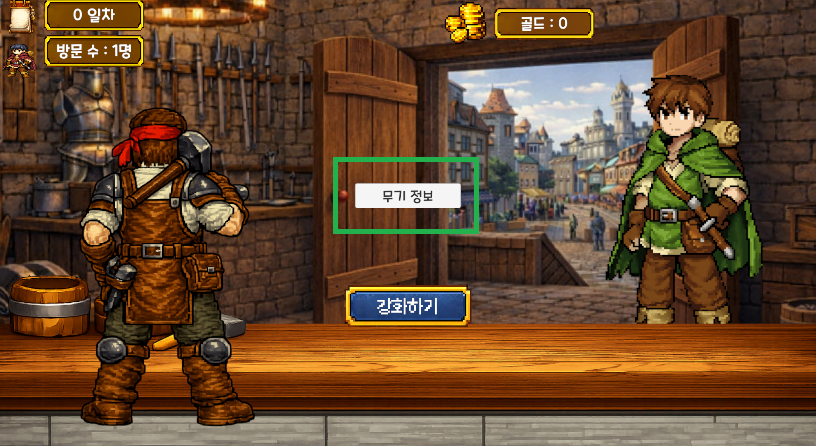 0 일차
골드 : 0
방문 수 : 1명
무기 정보
강화하기